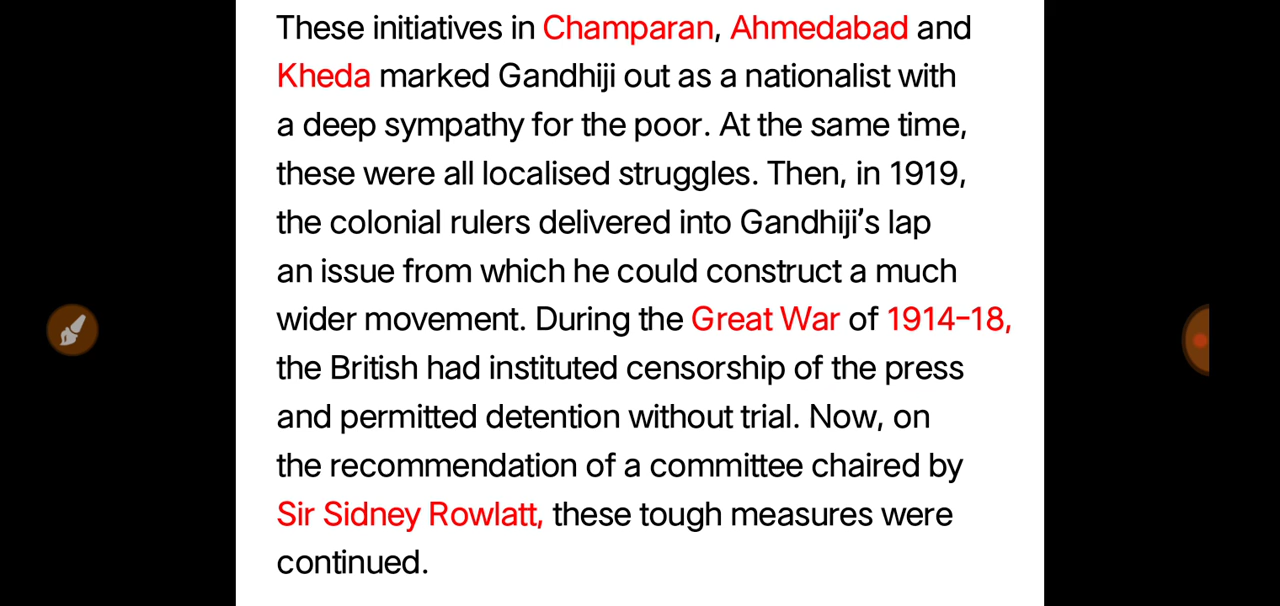 These initiatives in Champaran, Ahmedabad and
Kheda marked Gandhiji out as a nationalist with
a deep sympathy for the poor. At the same time,
these were all localised struggles. Then, in 1919,
the colonial rulers delivered into Gandhiji’s lap
an issue from which he could construct a much
wider movement. During the Great War of 1914–18,
the British had instituted censorship of the press
and permitted detention without trial. Now, on
the recommendation of a committee chaired by
Sir Sidney Rowlatt, these tough measures were
continued.